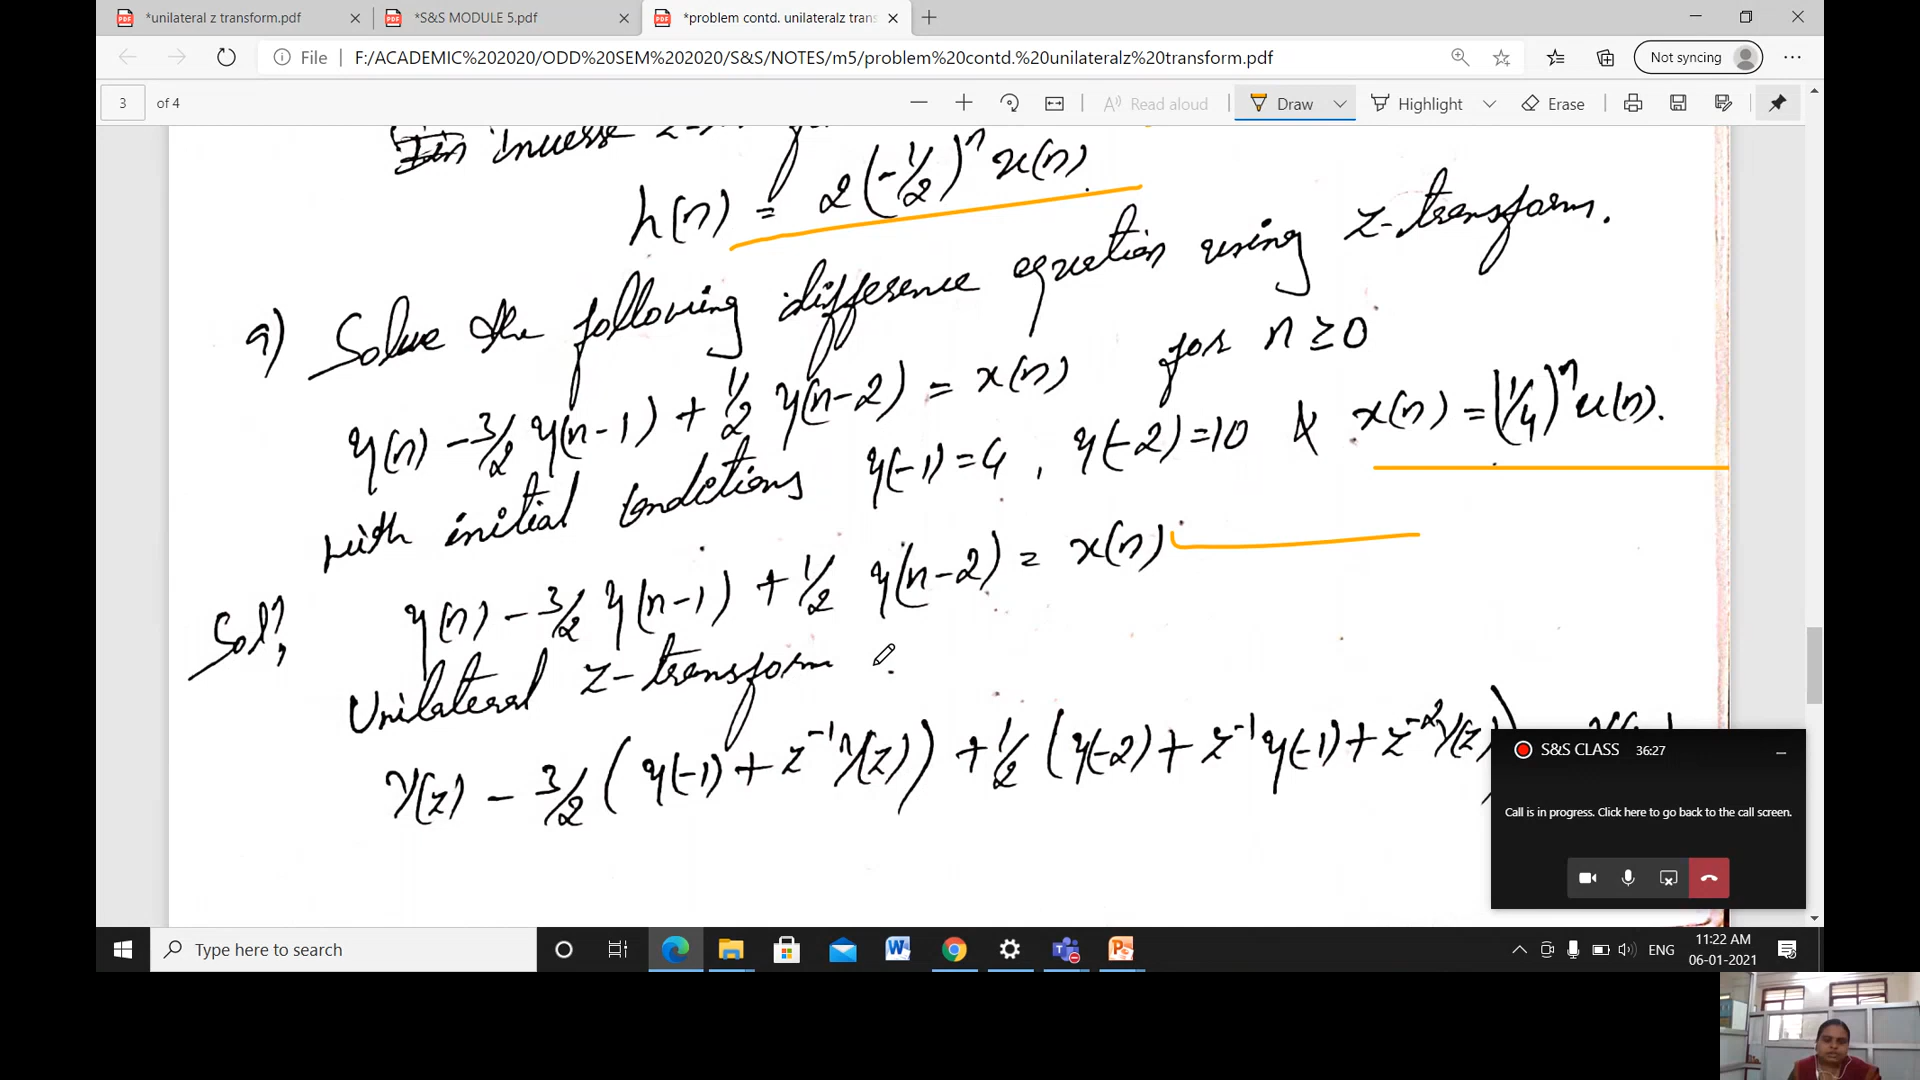 *unilateral z transform.pdf
*S&S MODULE 5.pdf
*problem contd. unilateralz trans
File F:/ACADEMIC%202020/ODD%20SEM%202020/S&S/NOTES/m5/problem%20contd.%20unilateralz%20transform.pdf
Not syncing
3 of 4
Read aloud
Draw
Highlight
Erase
inverse
h(n) = 2(-1/2)^n u(n).
9) Solve the following difference equation using z-transform.
y(n) - 3/2 y(n-1) + 1/2 y(n-2) = x(n) for n ≥ 0
with initial conditions y(-1)=4, y(-2)=10 & x(n) = (1/4)^n u(n).
Sol: y(n) - 3/2 y(n-1) + 1/2 y(n-2) = x(n)
Unilateral z-transform
Y(z) - 3/2 (y(-1) + z^-1 Y(z)) + 1/2 (y(-2) + z^-1 y(-1) + z^-2 Y(z))
S&S CLASS 36:27
Call is in progress. Click here to go back to the call screen.
Type here to search
ENG
11:22 AM
06-01-2021